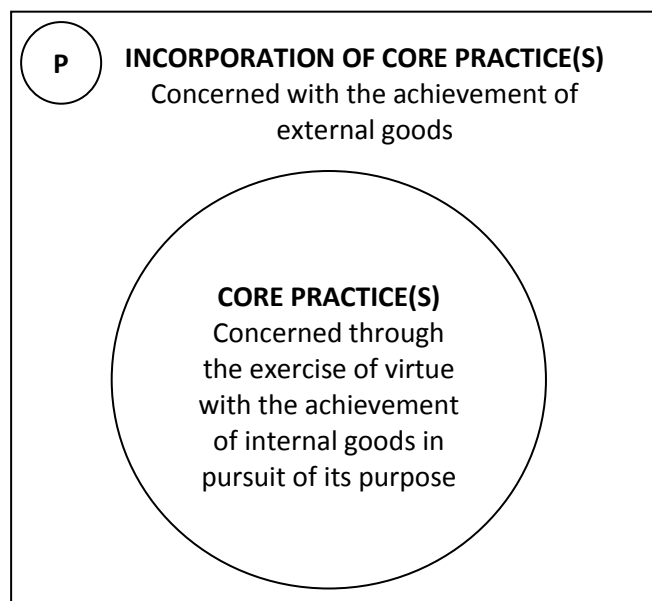 P
INCORPORATION OF CORE PRACTICE(S)
Concerned with the achievement of
external goods
CORE PRACTICE(S)
Concerned through
the exercise of virtue
with the achievement
of internal goods in
pursuit of its purpose